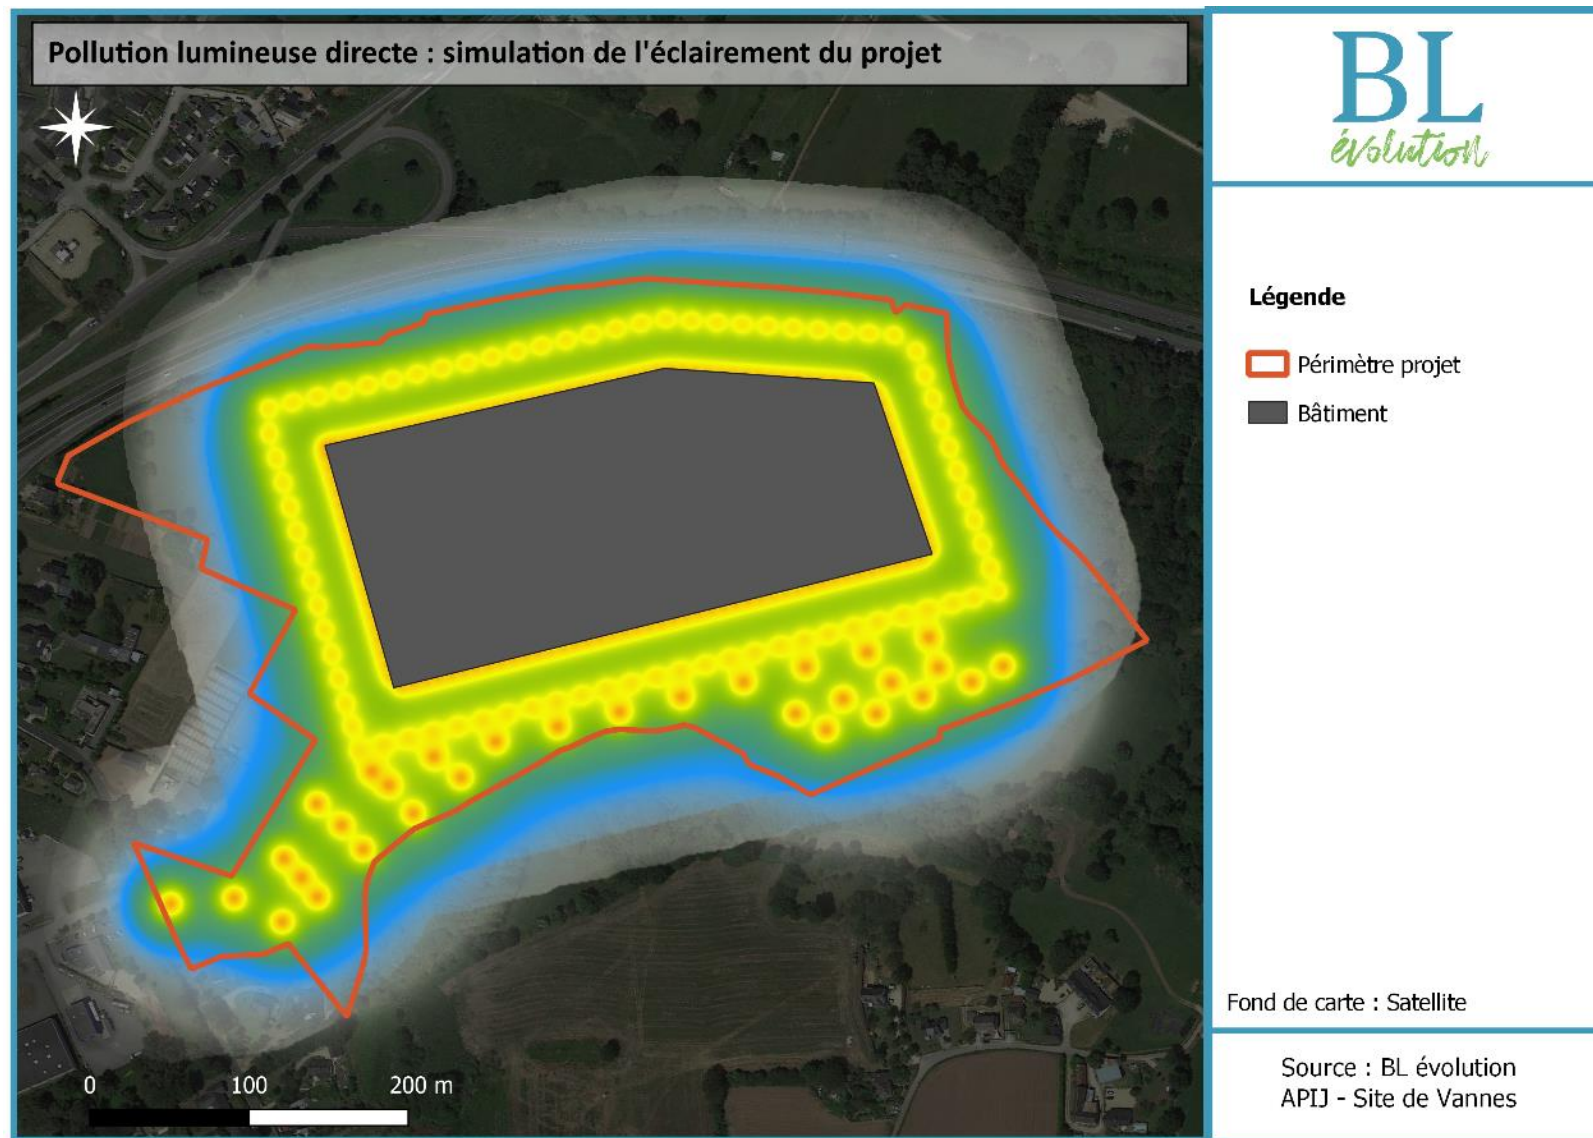 Pollution lumineuse directe : simulation de l'éclairement du projet
BL
évolution
Légende
Périmètre projet
Bâtiment
0 100 200 m
Fond de carte : Satellite
Source : BL évolution
APIJ - Site de Vannes